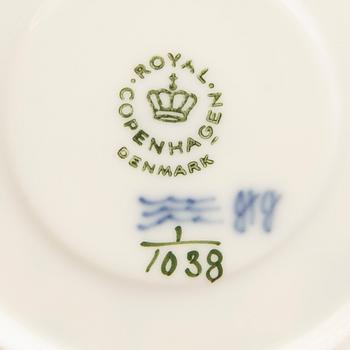 ROYAL
COPENHAGEN
DENMARK
1
1038